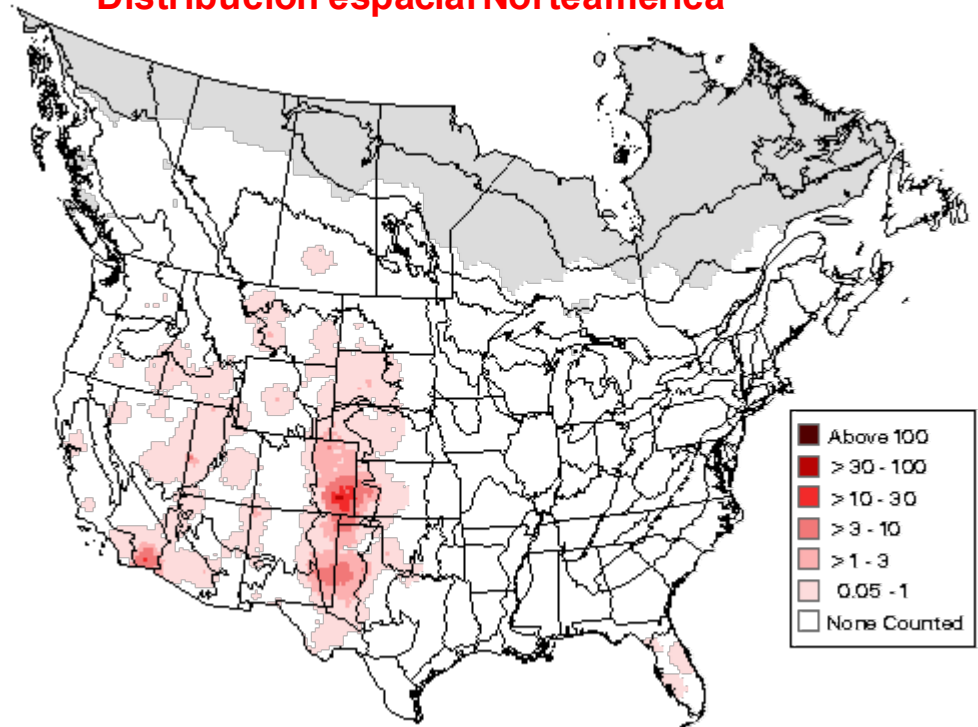 Distribución espacial Norteamérica
Above 100
> 30 - 100
> 10 - 30
> 3 - 10
> 1 - 3
0.05 - 1
None Counted